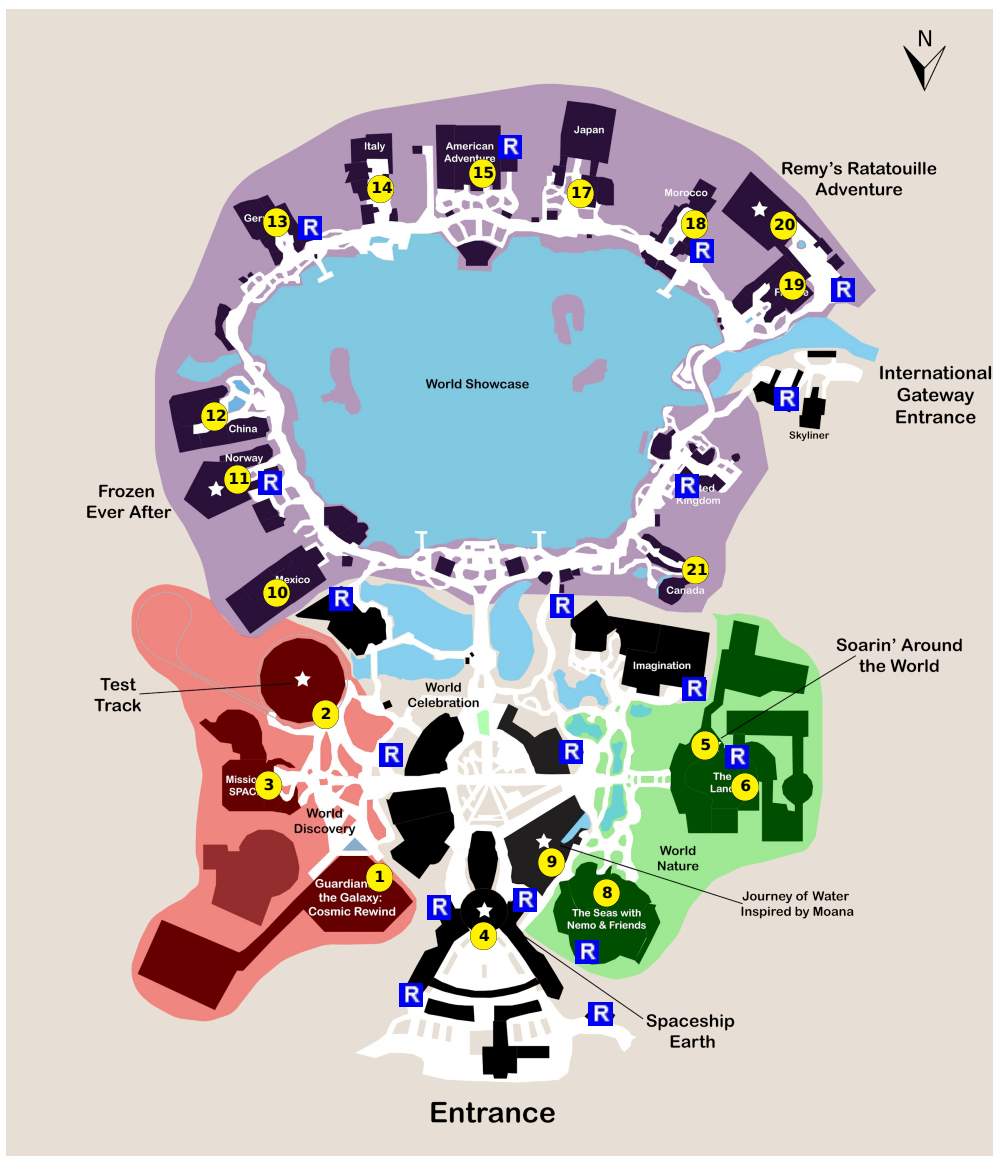 N
Japan
Italy
American
Adventure
R
15
14
17
Remy's Ratatouille
Adventure
Morocco
13
R
18
20
R
19
R
World Showcase
International
Gateway
Entrance
R
Skyliner
12
China
Norway
11
R
Frozen
Ever After
R
Kingdom
21
Canada
Mexico
10
R
R
Imagination
R
Soarin' Around
the World
Test
Track
World
Celebration
2
R
R
5
R
The
6
Mission
SPACE
3
World
Discovery
World
Nature
9
1
Guardians
the Galaxy:
Cosmic Rewind
8
The Seas with
Nemo & Friends
Journey of Water
Inspired by Moana
R
R
4
R
R
R
Spaceship
Earth
Entrance